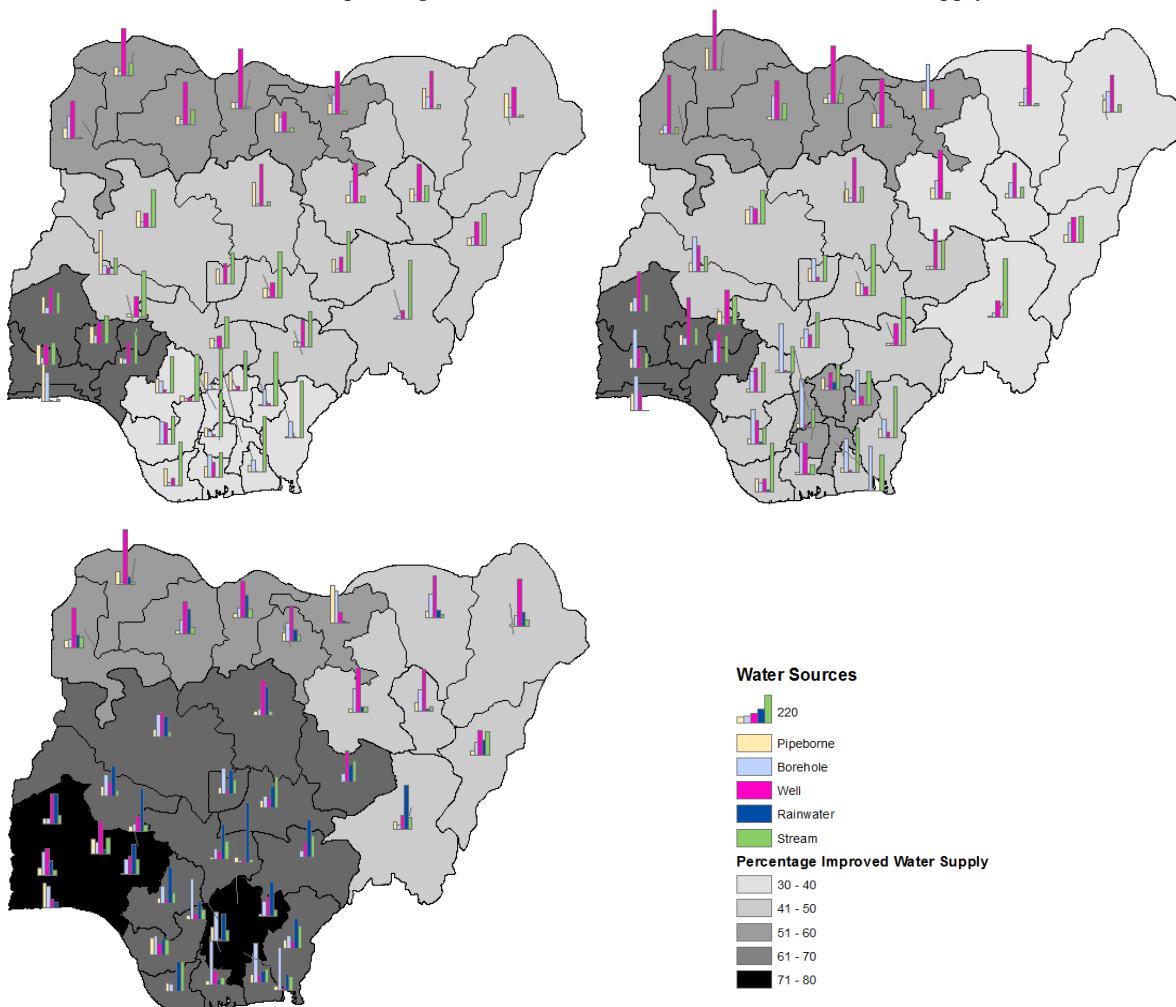 Water Sources
220
Pipeborne
Borehole
Well
Rainwater
Stream
Percentage Improved Water Supply
30 - 40
41 - 50
51 - 60
61 - 70
71 - 80